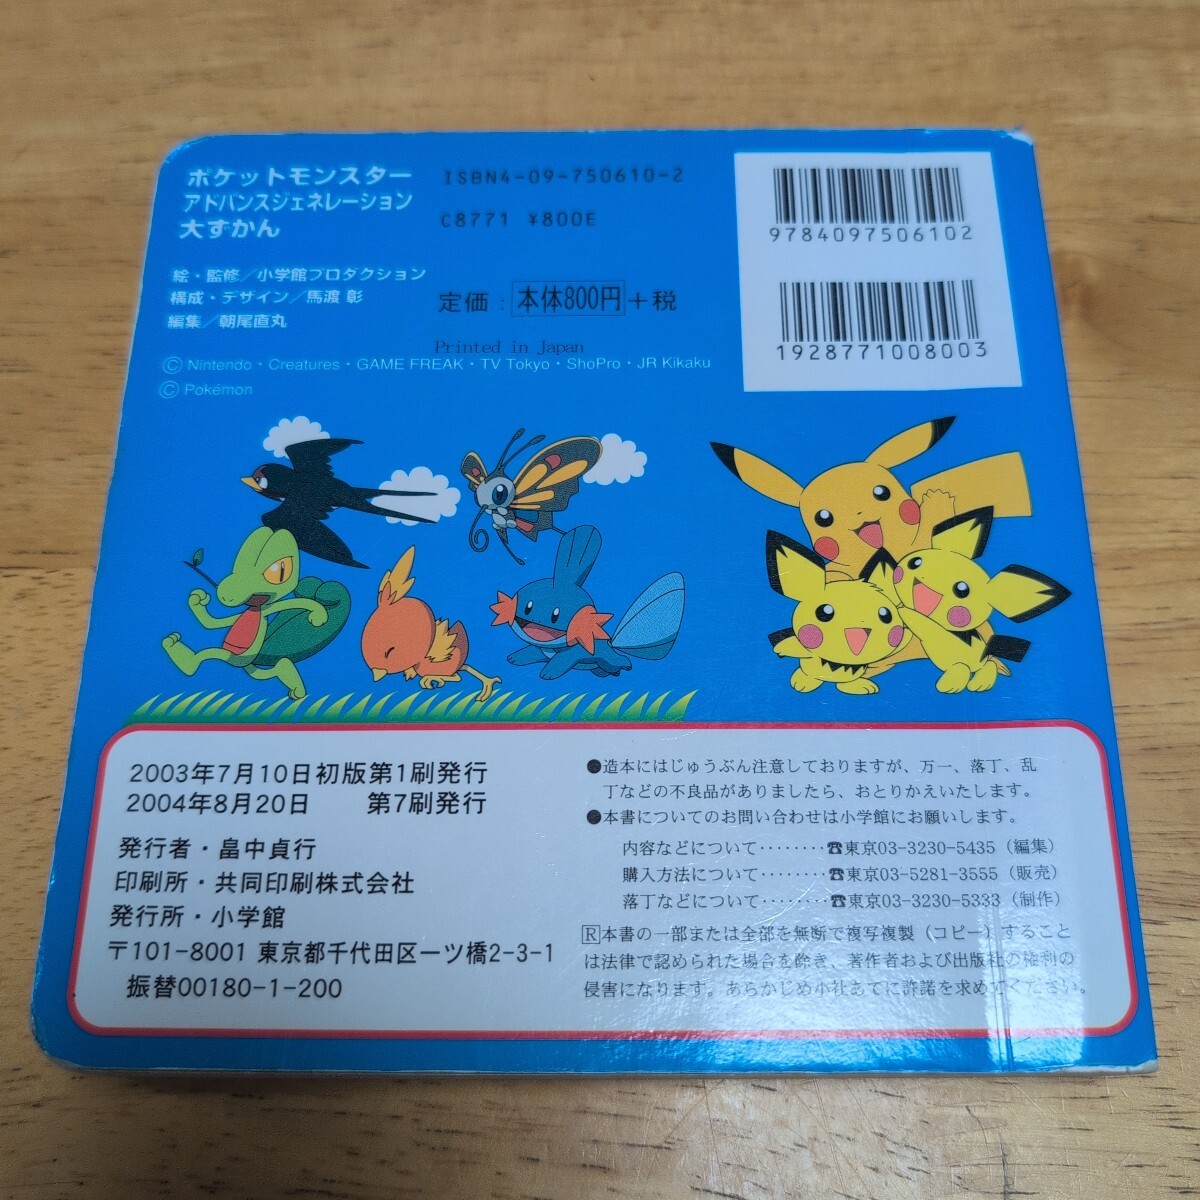 ポケットモンスター
アドバンスジェネレーション
大ずかん
絵・監修／小学館プロダクション
構成・デザイン／馬渡 彰
編集／朝尾直丸
ISBN4-09-750610-2
C8771 ¥800E
定価：本体800円＋税
Printed in Japan
Ⓒ Nintendo・Creatures・GAME FREAK・TV Tokyo・ShoPro・JR Kikaku
Ⓒ Pokémon
9784097506102
1928771008003
2003年7月10日初版第1刷発行
2004年8月20日　　第7刷発行
発行者・畠中貞行
印刷所・共同印刷株式会社
発行所・小学館
〒101-8001 東京都千代田区一ツ橋2-3-1
振替00180-1-200
●造本にはじゅうぶん注意しておりますが、万一、落丁、乱
丁などの不良品がありましたら、おとりかえいたします。
●本書についてのお問い合わせは小学館にお願いします。
内容などについて‥‥‥‥☎東京03-3230-5435（編集）
購入方法について‥‥‥‥☎東京03-5281-3555（販売）
落丁などについて‥‥‥‥☎東京03-3230-5333（制作）
R本書の一部または全部を無断で複写複製（コピー）すること
は法律で認められた場合を除き、著作者および出版社の権利の
侵害になります。あらかじめ小社あてに許諾を求めてください。